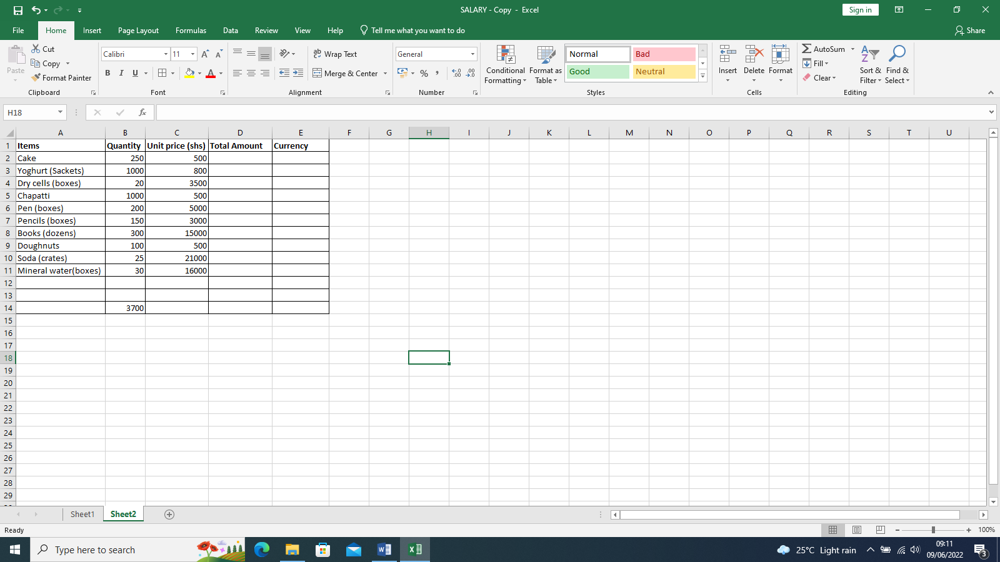 SALARY - Copy - Excel
Sign in
File Home Insert Page Layout Formulas Data Review View Help Tell me what you want to do Share
Paste
Cut
Copy
Format Painter
Clipboard
Calibri 11
B I U
Font
Wrap Text
Merge & Center
Alignment
General
Number
Conditional Formatting
Format as Table
Normal Bad
Good Neutral
Styles
Insert Delete Format
Cells
AutoSum
Fill
Clear
Sort & Filter
Find & Select
Editing
H18
fx
A B C D E F G H I J K L M N O P Q R S T U
1 Items Quantity Unit price (shs) Total Amount Currency
2 Cake 250 500
3 Yoghurt (Sackets) 1000 800
4 Dry cells (boxes) 20 3500
5 Chapatti 1000 500
6 Pen (boxes) 200 5000
7 Pencils (boxes) 150 3000
8 Books (dozens) 300 15000
9 Doughnuts 100 500
10 Soda (crates) 25 21000
11 Mineral water(boxes) 30 16000
12
13
14 3700
15
16
17
18
19
20
21
22
23
24
25
26
27
28
29
Sheet1 Sheet2
Ready
100%
Type here to search
25°C Light rain
09:11
09/06/2022
3